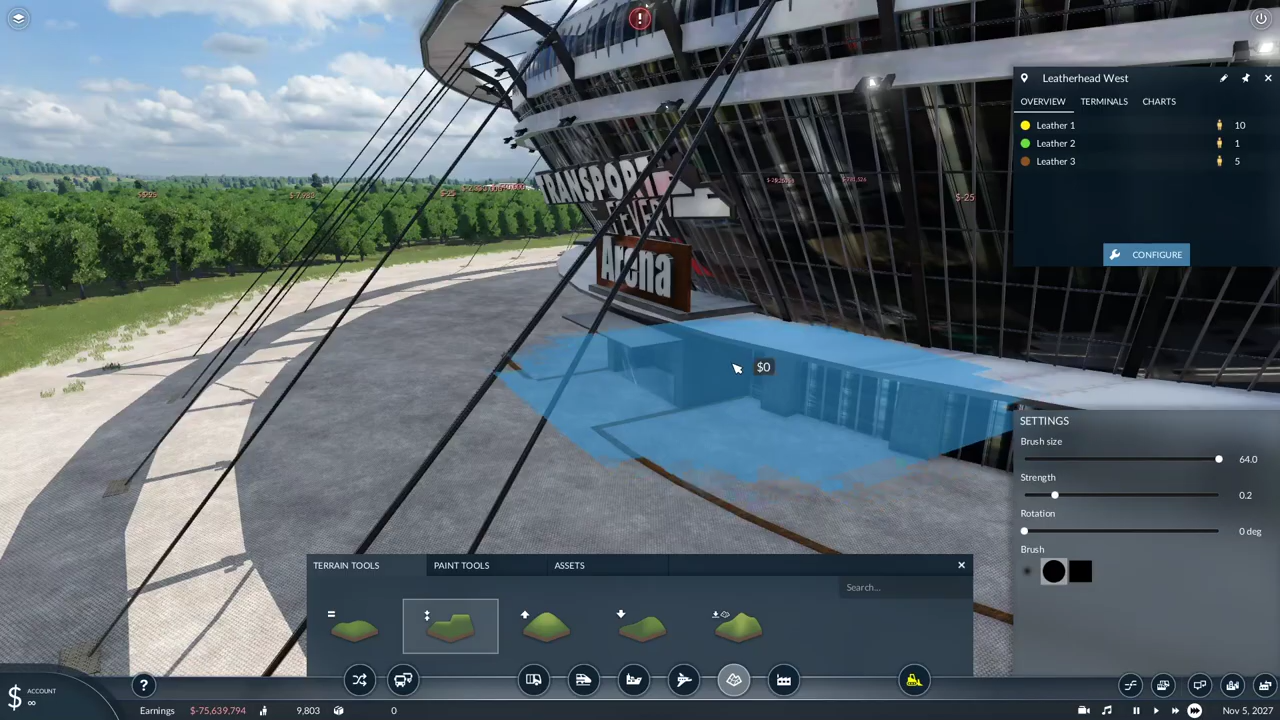 !
Leatherhead West
OVERVIEW
TERMINALS
CHARTS
Leather 1
10
Leather 2
1
Leather 3
5
CONFIGURE
$-25
TRANSPORT
FEVER
Arena
$0
SETTINGS
Brush size
64.0
Strength
0.2
Rotation
0 deg
Brush
TERRAIN TOOLS
PAINT TOOLS
ASSETS
Search...
$
ACCOUNT
∞
?
Earnings
$-75,639,794
9,803
0
Nov 5, 2027